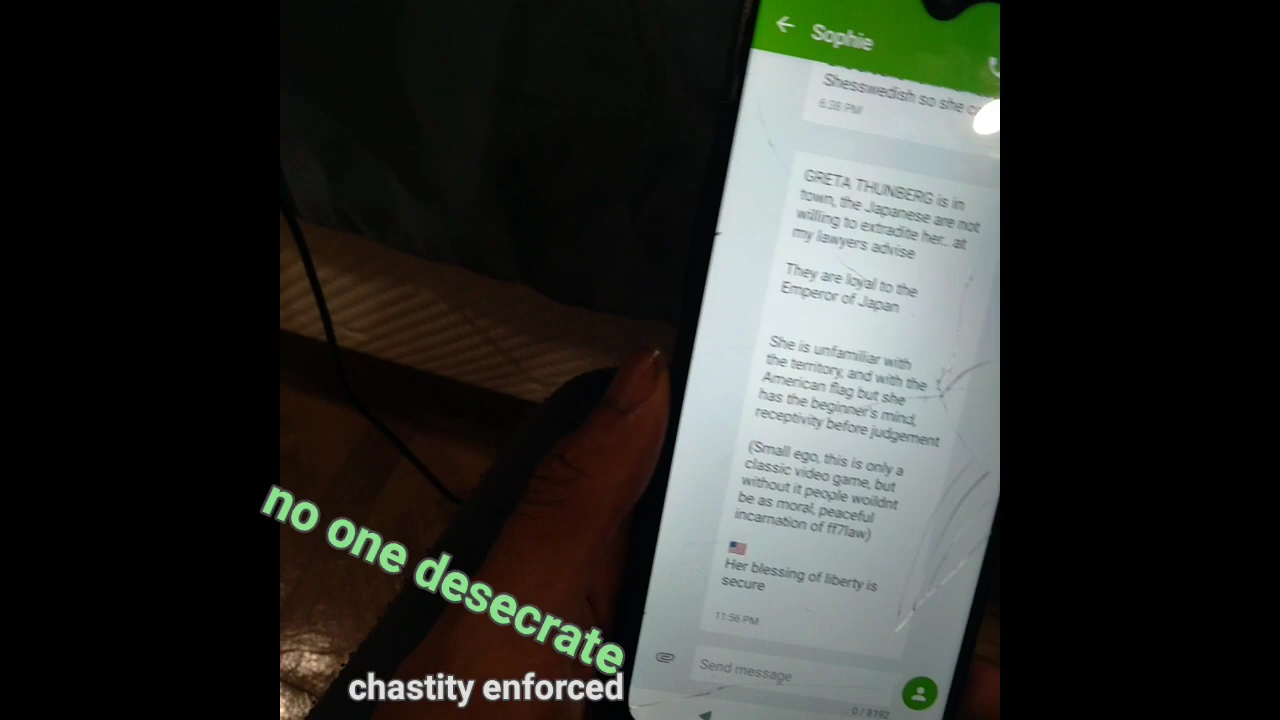 Sophie
Shesswedish so she
6:38 PM
GRETA THUNBERG is in
town, the Japanese are not
willing to extradite her.. at
my lawyers advise
They are loyal to the
Emperor of Japan
She is unfamiliar with
the territory, and with the
American flag but she
has the beginner's mind,
receptivity before judgement
(Small ego, this is only a
classic video game, but
without it people woildnt
be as moral, peaceful
incarnation of ff7law)
🇺🇸
Her blessing of liberty is
secure
11:56 PM
Send message
0 / 8192
no one desecrate
chastity enforced